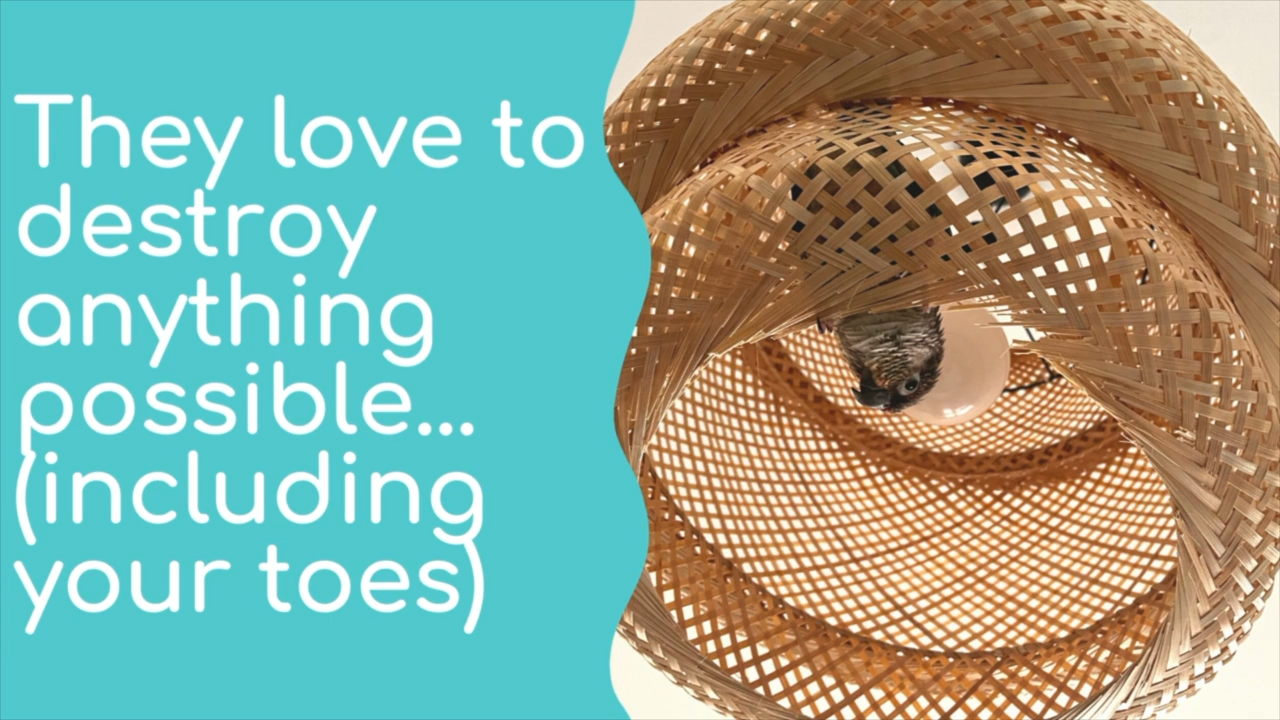 They love to
destroy
anything
possible...
(including
your toes)